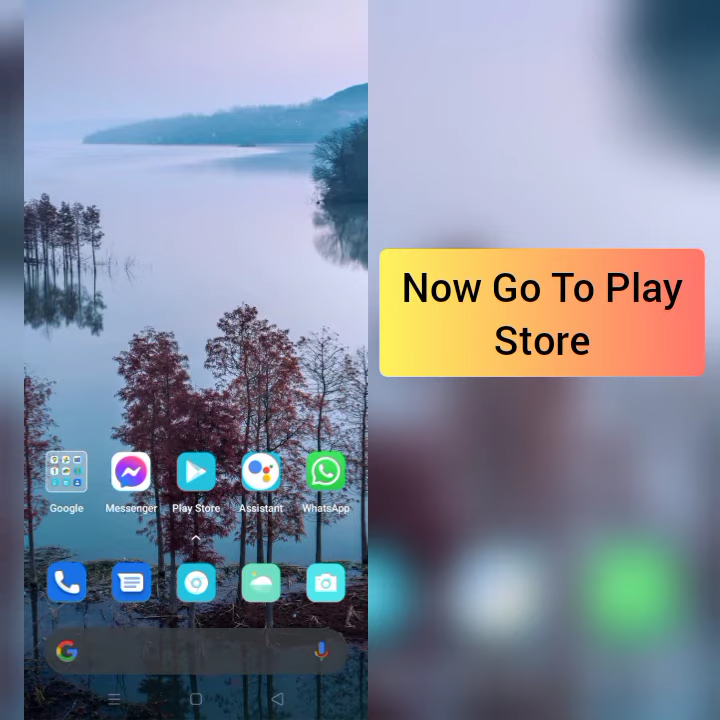 Now Go To Play
Store
Google
Messenger
Play Store
Assistant
WhatsApp
G